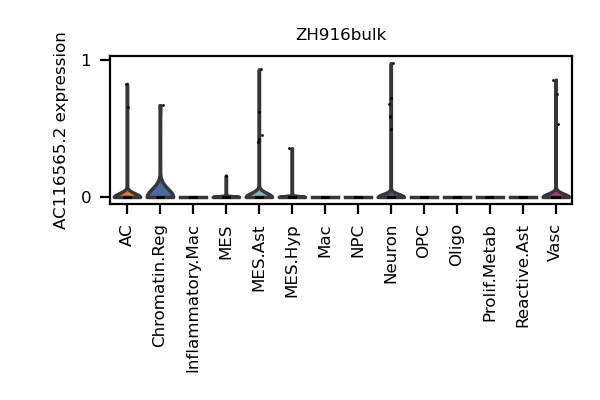 ZH916bulk
AC116565.2 expression
1
0
AC
Chromatin.Reg
Inflammatory.Mac
MES
MES.Ast
MES.Hyp
Mac
NPC
Neuron
OPC
Oligo
Prolif.Metab
Reactive.Ast
Vasc